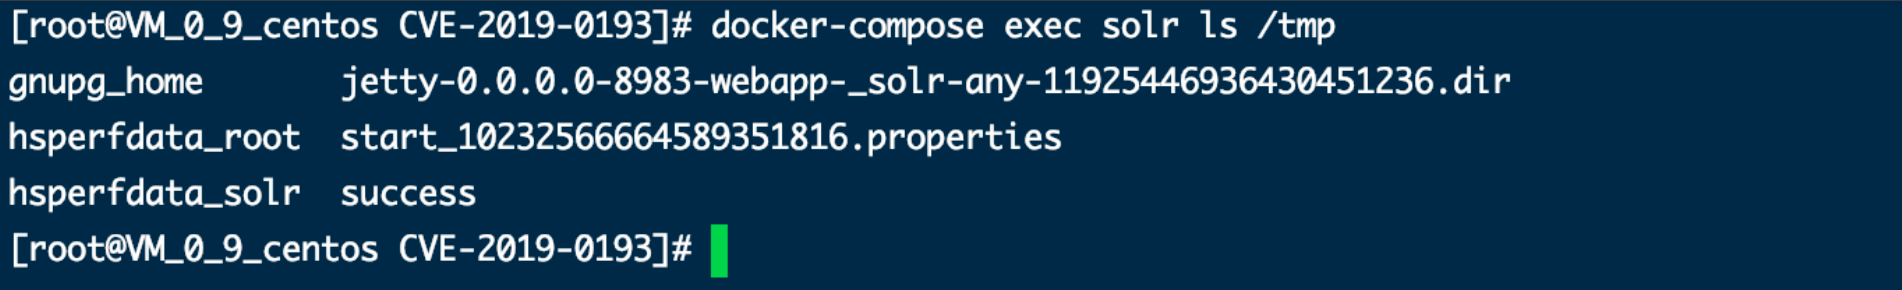 [root@VM_0_9_centos CVE-2019-0193]# docker-compose exec solr ls /tmp
gnupg_home      jetty-0.0.0.0-8983-webapp-_solr-any-11925446936430451236.dir
hsperfdata_root  start_10232566664589351816.properties
hsperfdata_solr  success
[root@VM_0_9_centos CVE-2019-0193]#